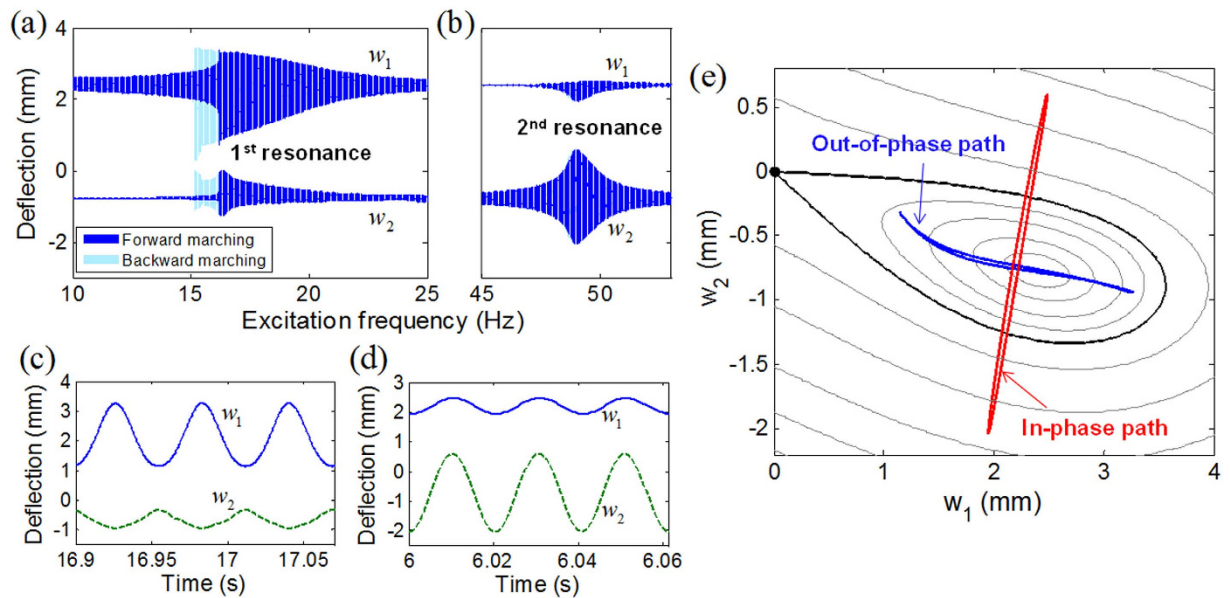 (a)
Deflection (mm)
4
2
0
-2
w1
1st resonance
w2
Forward marching
Backward marching
10 15 20 25
(b)
w1
2nd resonance
w2
45 50
Excitation frequency (Hz)
(c)
Deflection (mm)
4
3
2
1
0
-1
w1
w2
16.9 16.95 17 17.05
Time (s)
(d)
Deflection (mm)
3
2
1
0
-1
-2
w1
w2
6 6.02 6.04 6.06
Time (s)
(e)
w2 (mm)
0.5
0
-0.5
-1
-1.5
-2
Out-of-phase path
In-phase path
0 1 2 3 4
w1 (mm)